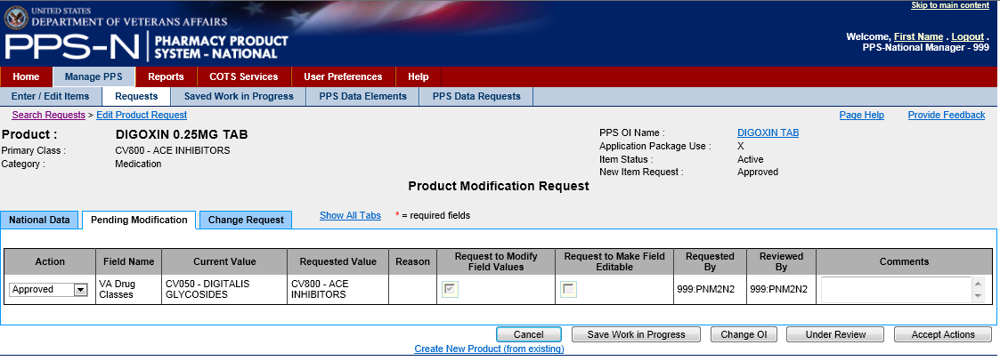 Skip to main content
UNITED STATES
DEPARTMENT OF VETERANS AFFAIRS
PPS-N | PHARMACY PRODUCT
SYSTEM - NATIONAL
Welcome, First Name . Logout .
PPS-National Manager - 999
Home Manage PPS Reports COTS Services User Preferences Help
Enter / Edit Items Requests Saved Work in Progress PPS Data Elements PPS Data Requests
Search Requests > Edit Product Request Page Help Provide Feedback
Product : DIGOXIN 0.25MG TAB
Primary Class : CV800 - ACE INHIBITORS
Category : Medication
PPS OI Name : DIGOXIN TAB
Application Package Use : X
Item Status : Active
New Item Request : Approved
Product Modification Request
National Data Pending Modification Change Request Show All Tabs * = required fields
Action Field Name Current Value Requested Value Reason Request to Modify Field Values Request to Make Field Editable Requested By Reviewed By Comments
Approved VA Drug Classes CV050 - DIGITALIS GLYCOSIDES CV800 - ACE INHIBITORS 999:PNM2N2 999:PNM2N2
Cancel Save Work in Progress Change OI Under Review Accept Actions
Create New Product (from existing)